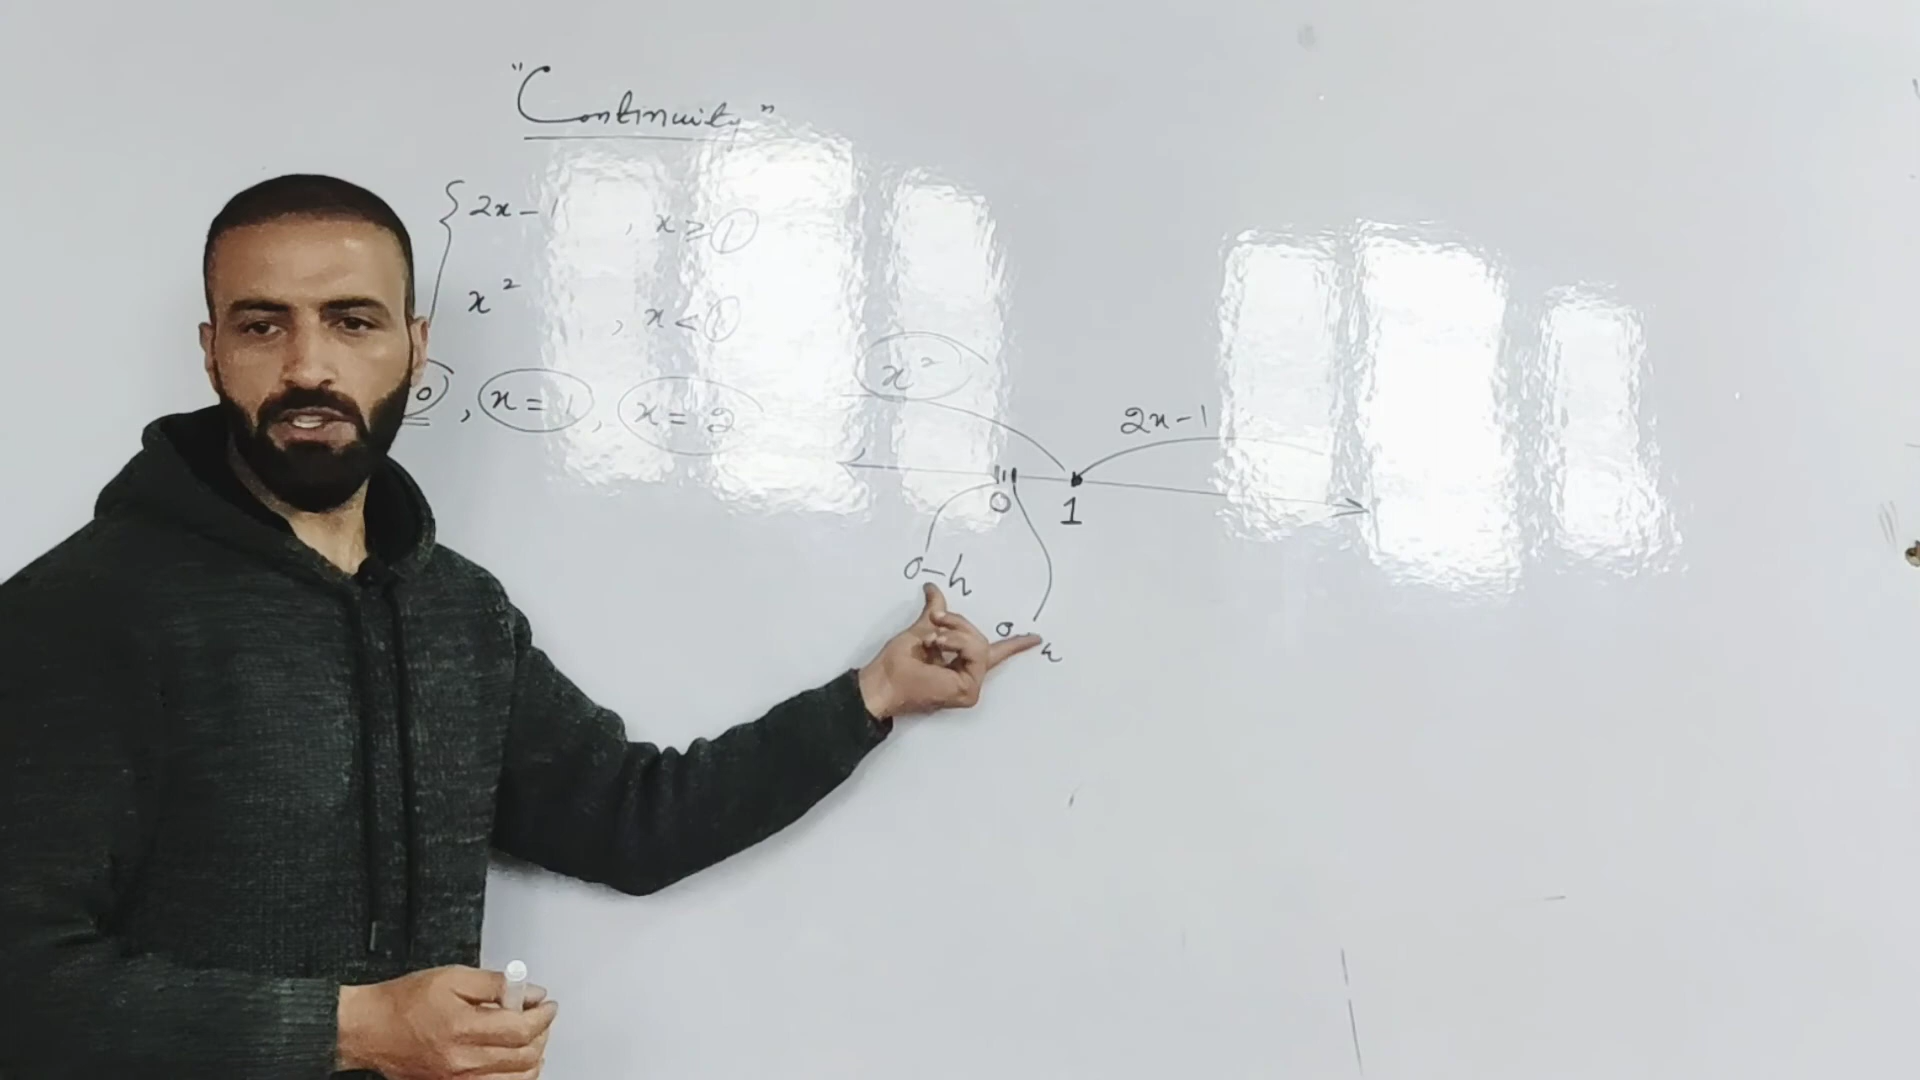 "Continuity"
2x-1 , x ≥ 1
x² , x < 1
0 , x = 1 , x = 2
x²
2x-1
0
1
0-h
0